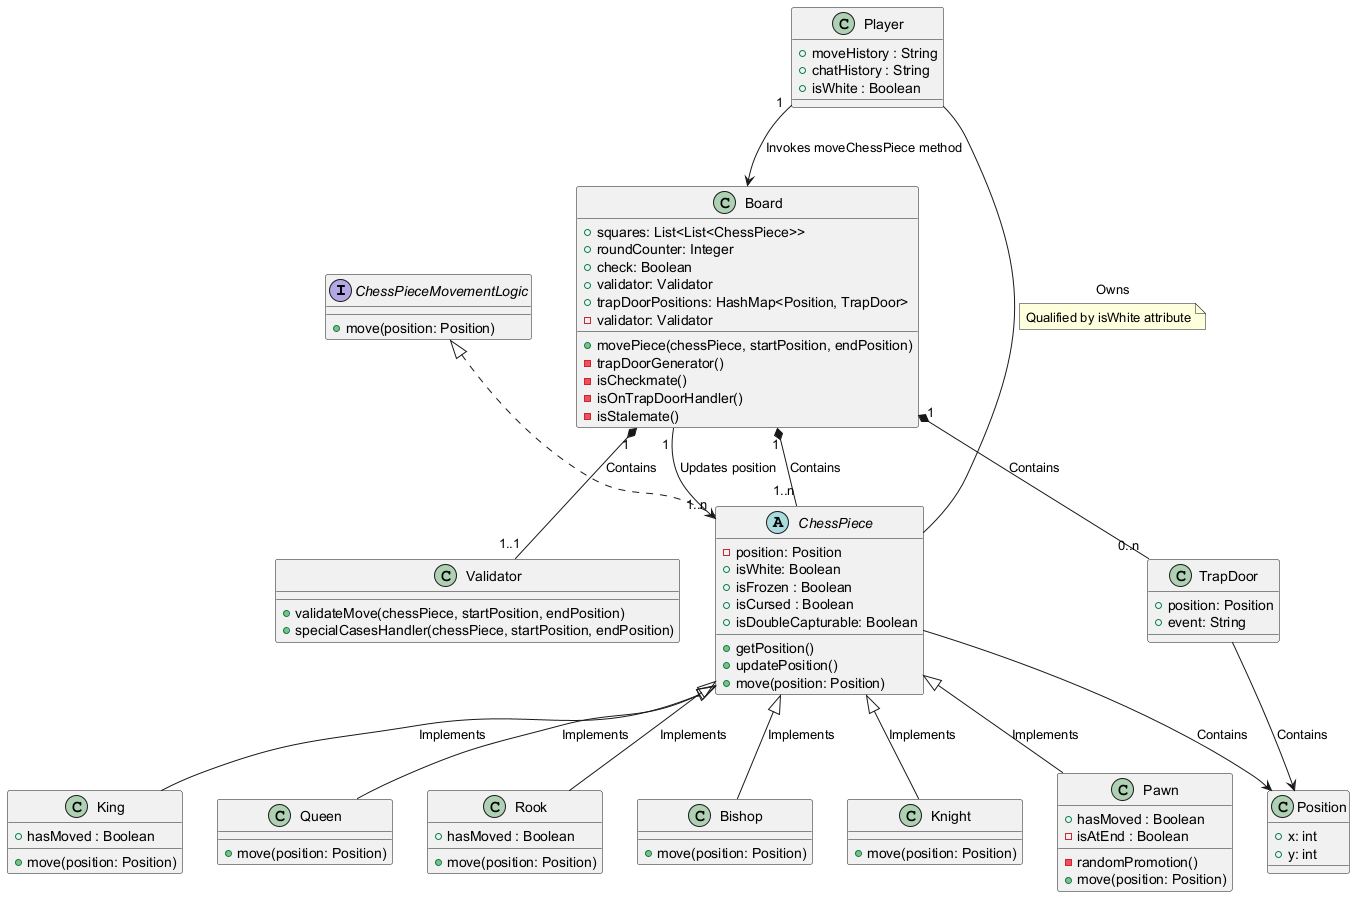 C Player
moveHistory : String
chatHistory : String
isWhite : Boolean
1
Invokes moveChessPiece method
C Board
squares: List<List<ChessPiece>>
roundCounter: Integer
check: Boolean
validator: Validator
trapDoorPositions: HashMap<Position, TrapDoor>
validator: Validator
movePiece(chessPiece, startPosition, endPosition)
trapDoorGenerator()
isCheckmate()
isOnTrapDoorHandler()
isStalemate()
I ChessPieceMovementLogic
move(position: Position)
Owns
Qualified by isWhite attribute
1
1
1
1
Contains
Updates position
Contains
Contains
1..1
1..n
1..n
0..n
C Validator
validateMove(chessPiece, startPosition, endPosition)
specialCasesHandler(chessPiece, startPosition, endPosition)
A ChessPiece
position: Position
isWhite: Boolean
isFrozen : Boolean
isCursed : Boolean
isDoubleCapturable: Boolean
getPosition()
updatePosition()
move(position: Position)
C TrapDoor
position: Position
event: String
Implements
Implements
Implements
Implements
Implements
Implements
Contains
Contains
C King
hasMoved : Boolean
move(position: Position)
C Queen
move(position: Position)
C Rook
hasMoved : Boolean
move(position: Position)
C Bishop
move(position: Position)
C Knight
move(position: Position)
C Pawn
hasMoved : Boolean
isAtEnd : Boolean
randomPromotion()
move(position: Position)
C Position
x: int
y: int